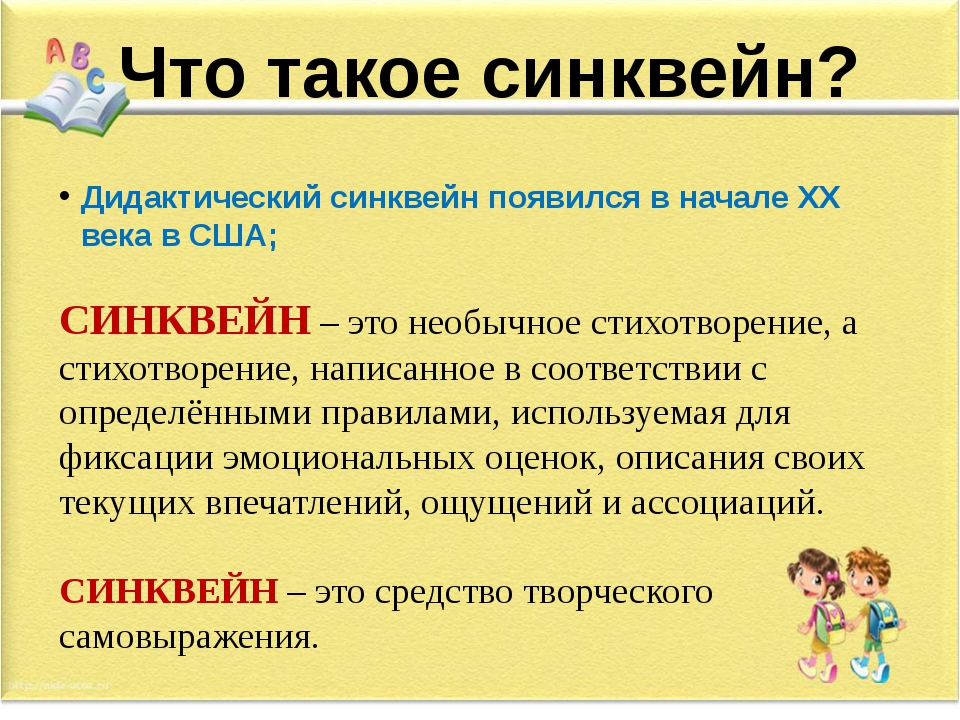 A B C
Что такое синквейн?
• Дидактический синквейн появился в начале XX
века в США;
СИНКВЕЙН – это необычное стихотворение, а
стихотворение, написанное в соответствии с
определёнными правилами, используемая для
фиксации эмоциональных оценок, описания своих
текущих впечатлений, ощущений и ассоциаций.
СИНКВЕЙН – это средство творческого
самовыражения.